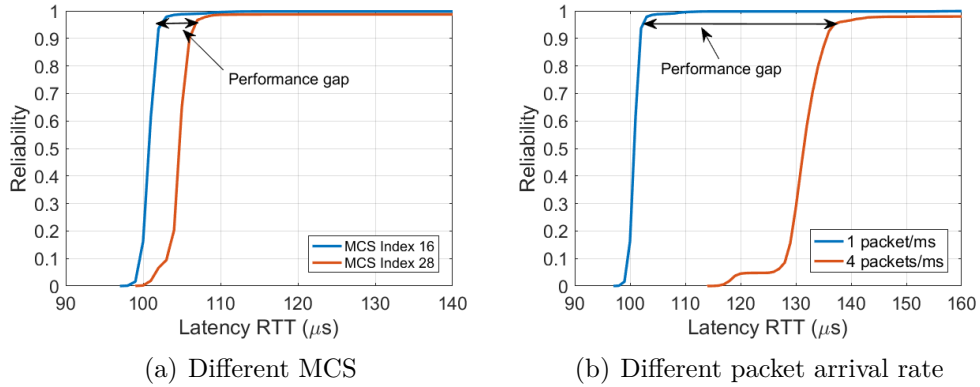 1
0.9
0.8
0.7
0.6
0.5
0.4
0.3
0.2
0.1
0
Reliability
Performance gap
MCS Index 16
MCS Index 28
90 100 110 120 130 140
Latency RTT (μs)
(a) Different MCS
1
0.9
0.8
0.7
0.6
0.5
0.4
0.3
0.2
0.1
0
Reliability
Performance gap
1 packet/ms
4 packets/ms
90 100 110 120 130 140 150 160
Latency RTT (μs)
(b) Different packet arrival rate